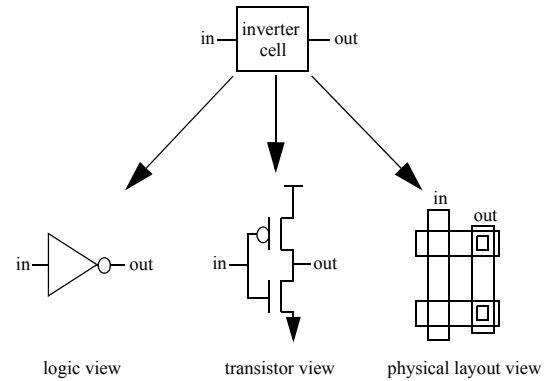 inverter
in out
cell
in
out
in out
in out
logic view transistor view physical layout view